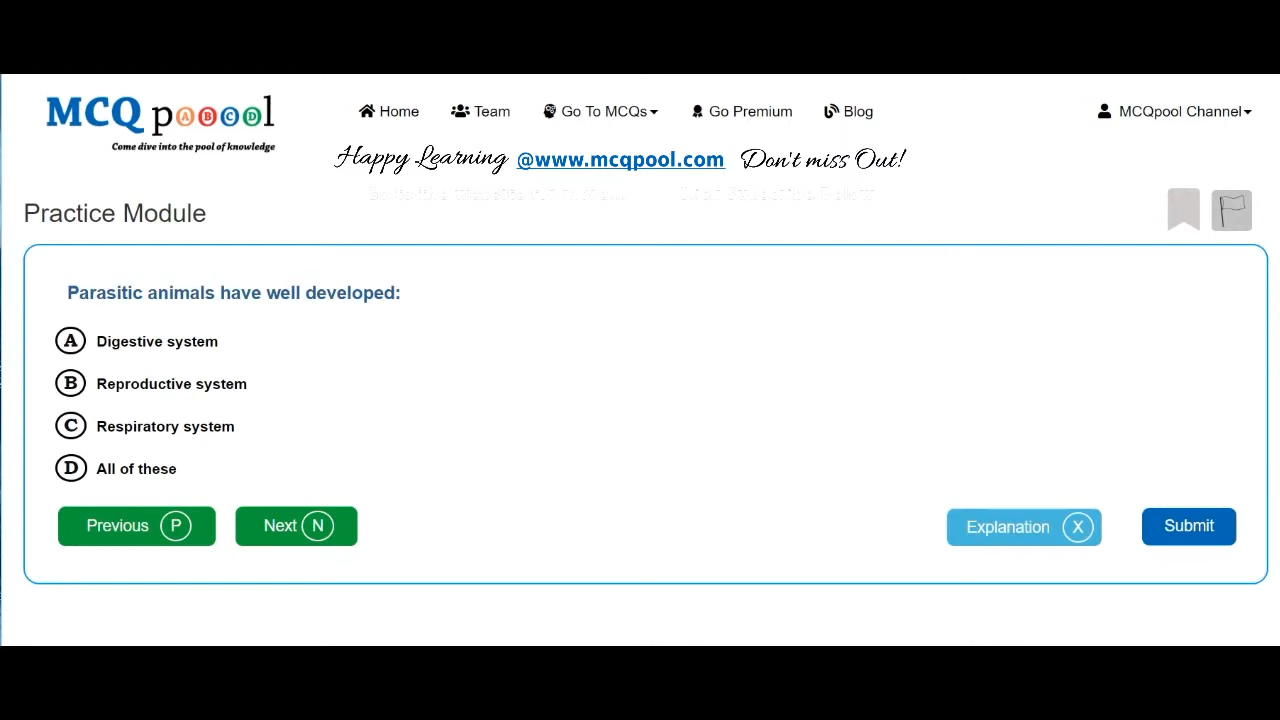 MCQ pABCDl
Come dive into the pool of knowledge
Home Team Go To MCQs Go Premium Blog MCQpool Channel
Happy Learning @www.mcqpool.com Don't miss Out!
Practice Module
Parasitic animals have well developed:
A Digestive system
B Reproductive system
C Respiratory system
D All of these
Previous P Next N Explanation X Submit